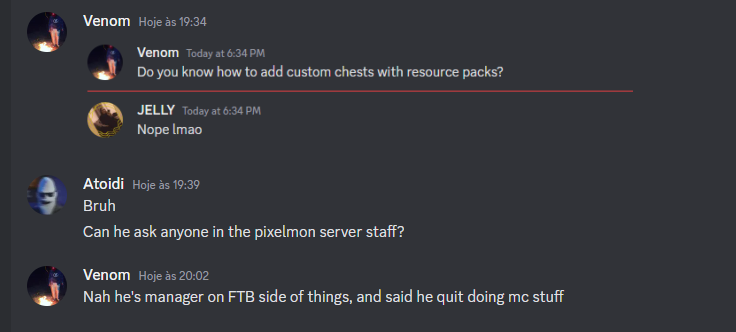 Venom Hoje às 19:34
Venom Today at 6:34 PM
Do you know how to add custom chests with resource packs?
JELLY Today at 6:34 PM
Nope lmao
Atoidi Hoje às 19:39
Bruh
Can he ask anyone in the pixelmon server staff?
Venom Hoje às 20:02
Nah he's manager on FTB side of things, and said he quit doing mc stuff